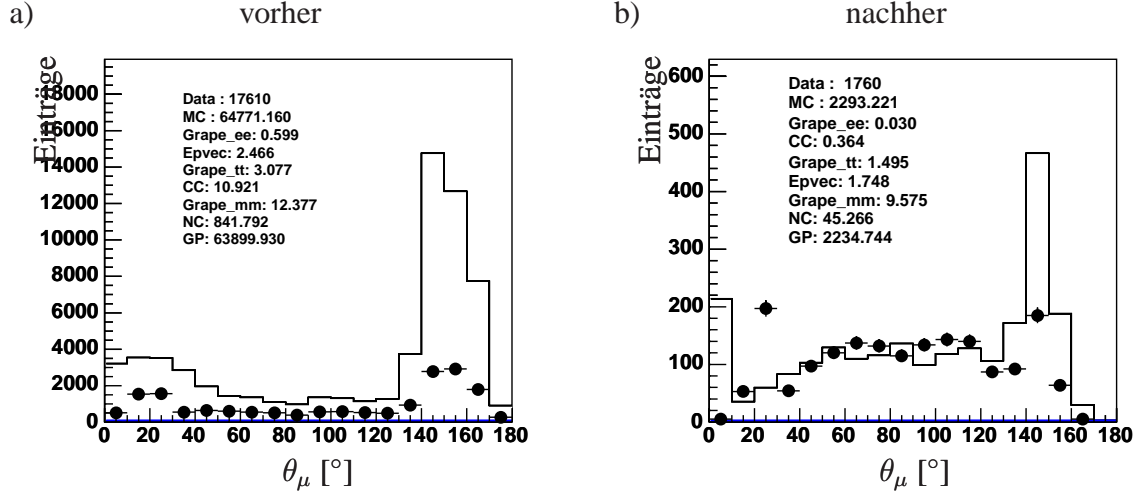 a) vorher
Einträge
18000
16000
14000
12000
10000
8000
6000
4000
2000
0
Data : 17610
MC : 64771.160
Grape_ee: 0.599
Epvec: 2.466
Grape_tt: 3.077
CC: 10.921
Grape_mm: 12.377
NC: 841.792
GP: 63899.930
0 20 40 60 80 100 120 140 160 180
θμ [°]
b) nachher
Einträge
600
500
400
300
200
100
0
Data : 1760
MC : 2293.221
Grape_ee: 0.030
CC: 0.364
Grape_tt: 1.495
Epvec: 1.748
Grape_mm: 9.575
NC: 45.266
GP: 2234.744
0 20 40 60 80 100 120 140 160 180
θμ [°]